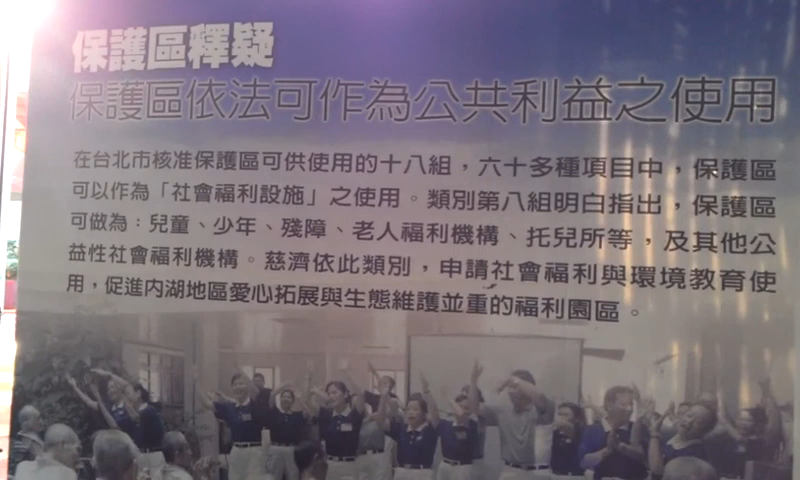 保護區釋疑
保護區依法可作為公共利益之使用
在台北市核准保護區可供使用的十八組，六十多種項目中，保護區
可以作為「社會福利設施」之使用。類別第八組明白指出，保護區
可做為：兒童、少年、殘障、老人福利機構、托兒所等，及其他公
益性社會福利機構。慈濟依此類別，申請社會福利與環境教育使
用，促進內湖地區愛心拓展與生態維護並重的福利園區。